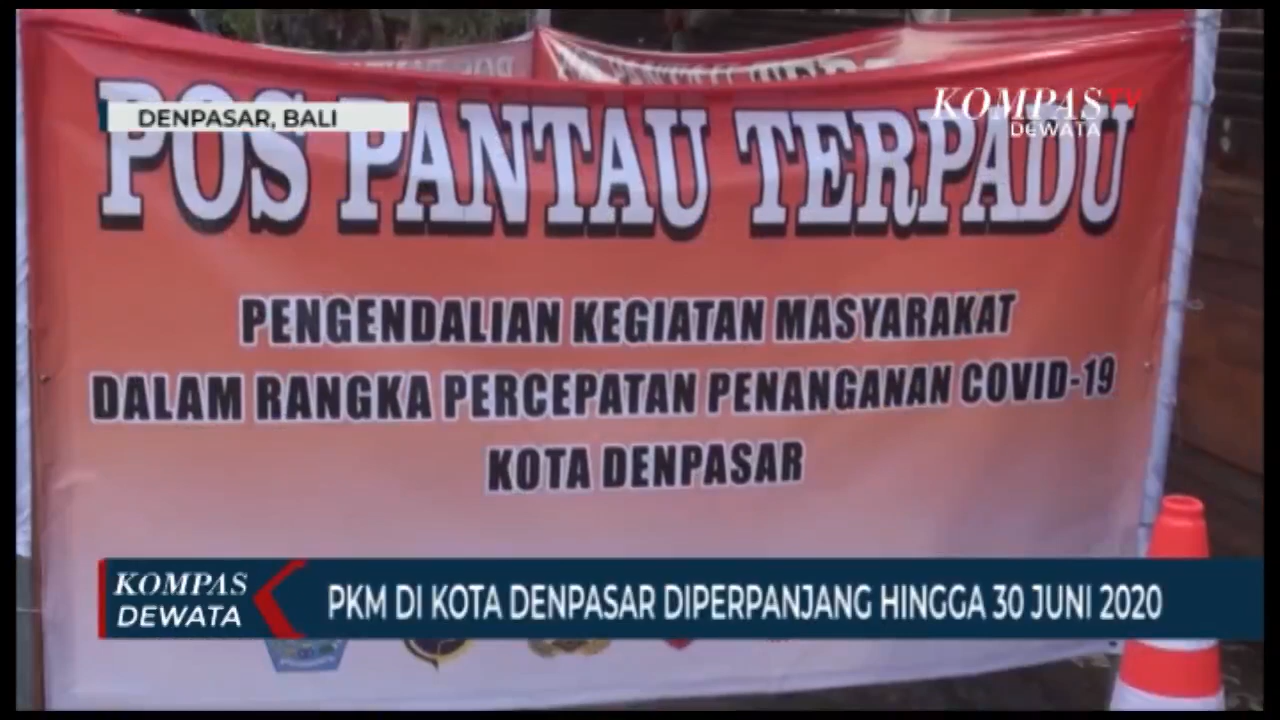 DENPASAR, BALI
KOMPAS TV
DEWATA
POS PANTAU TERPADU
PENGENDALIAN KEGIATAN MASYARAKAT
DALAM RANGKA PERCEPATAN PENANGANAN COVID-19
KOTA DENPASAR
KOMPAS
DEWATA
PKM DI KOTA DENPASAR DIPERPANJANG HINGGA 30 JUNI 2020